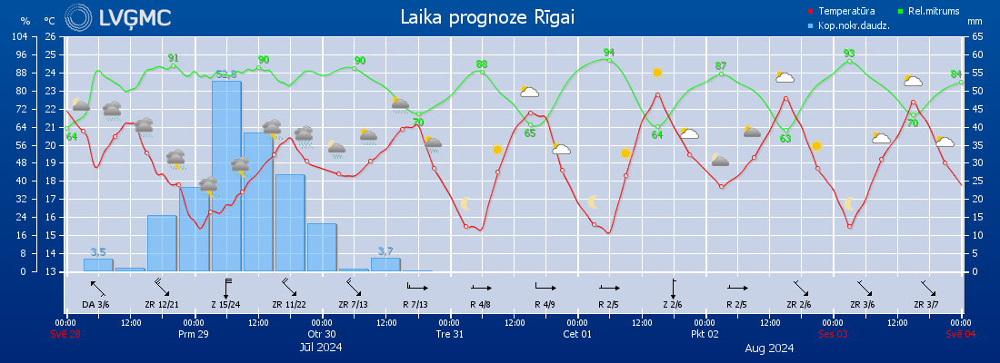 LVĢMC
Laika prognoze Rīgai
Temperatūra
Rel.mitrums
Kop.nokr.daudz.
% °C mm
104 26 65
96 25 60
88 24 55
80 23 50
72 22 45
64 21 40
56 20 35
48 19 30
40 18 25
32 17 20
24 16 15
16 15 10
8 14 5
0 13 0
64 91 90 90 70 88 65 94 64 87 63 93 70 84
3,5 52,8 3,7
DA 3/6 ZR 12/21 Z 15/24 ZR 11/22 ZR 7/13 R 7/13 R 4/8 R 4/9 R 2/5 Z 2/6 R 2/5 ZR 2/6 ZR 3/6 ZR 3/7
00:00 12:00 00:00 12:00 00:00 12:00 00:00 12:00 00:00 12:00 00:00 12:00 00:00 12:00 00:00
Svē 28 Prm 29 Otr 30 Tre 31 Cet 01 Pkt 02 Ses 03 Svē 04
Jūl 2024 Aug 2024